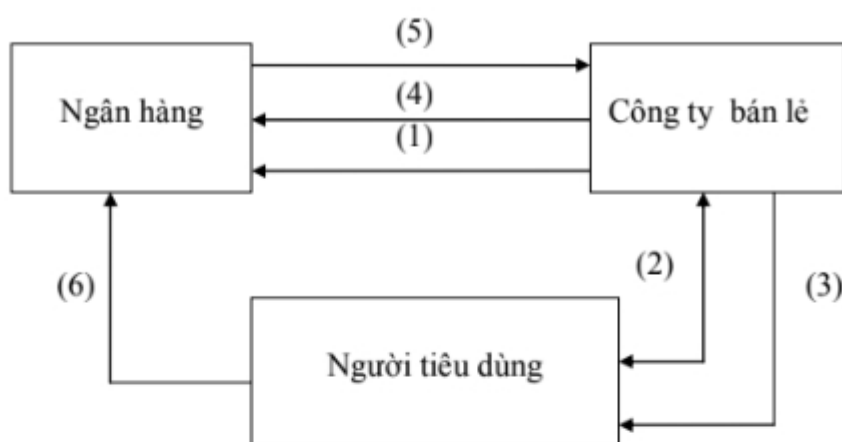 (5)
Ngân hàng
(4)
Công ty bán lẻ
(1)
(6)
(2)
(3)
Người tiêu dùng